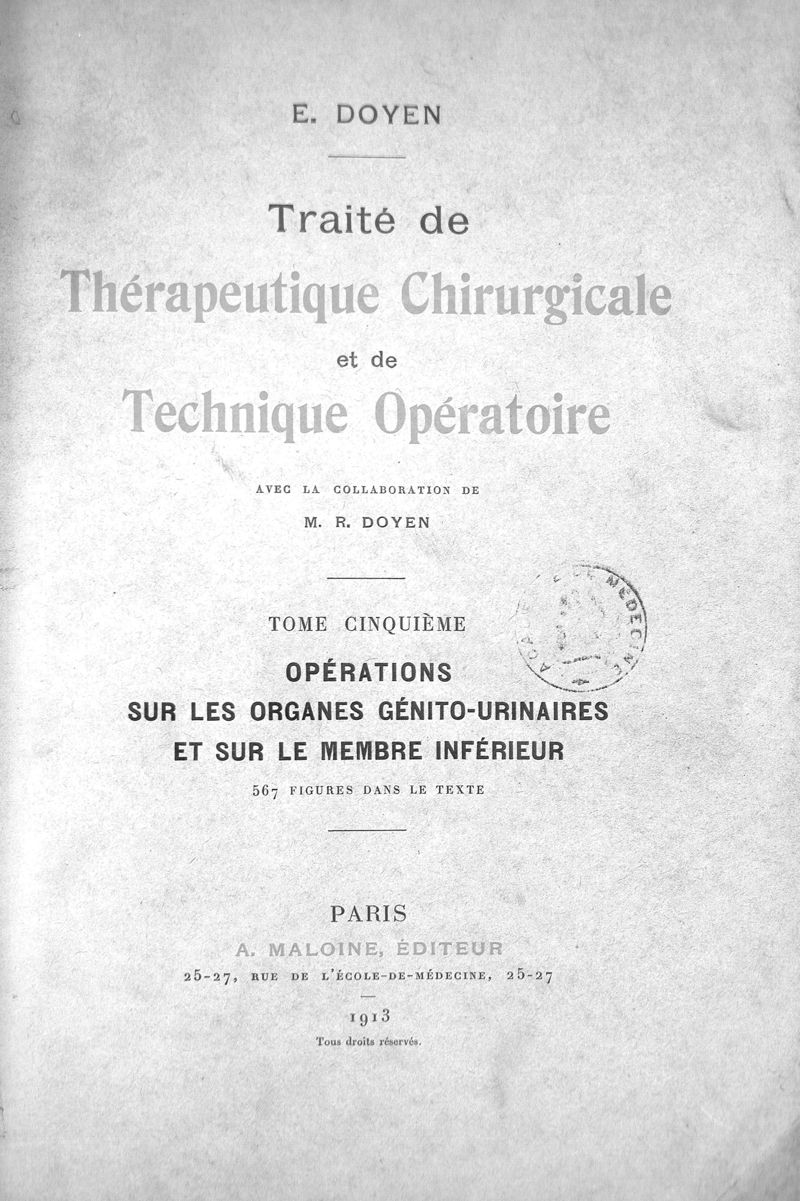 E. DOYEN
Traité de
Thérapeutique Chirurgicale
et de
Technique Opératoire
AVEC LA COLLABORATION DE
M. R. DOYEN
TOME CINQUIÈME
OPÉRATIONS
SUR LES ORGANES GÉNITO-URINAIRES
ET SUR LE MEMBRE INFÉRIEUR
567 FIGURES DANS LE TEXTE
DE MÉDECINE
PARIS
A. MALOINE, ÉDITEUR
25-27, RUE DE L'ÉCOLE-DE-MÉDECINE, 25-27
1913
Tous droits réservés.